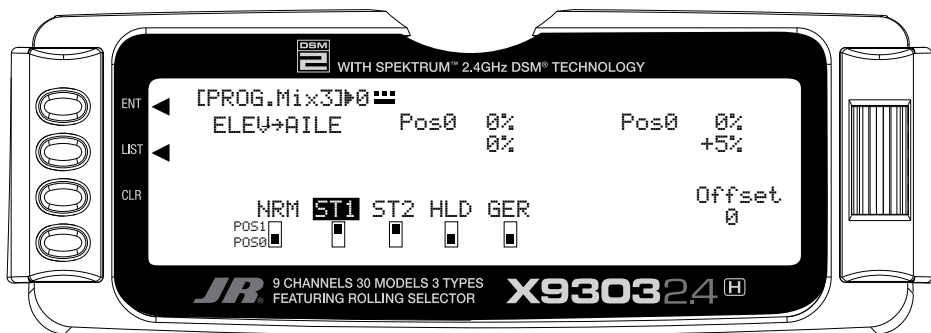 DSM
2
WITH SPEKTRUM™ 2.4GHz DSM® TECHNOLOGY
ENT
LIST
CLR
[PROG.Mix3]▶0
ELEV→AILE Pos0 0% Pos0 0%
0% +5%
Offset
0
NRM ST1 ST2 HLD GER
POS1
POS0
JR®
9 CHANNELS 30 MODELS 3 TYPES
FEATURING ROLLING SELECTOR
X9303 2.4 H